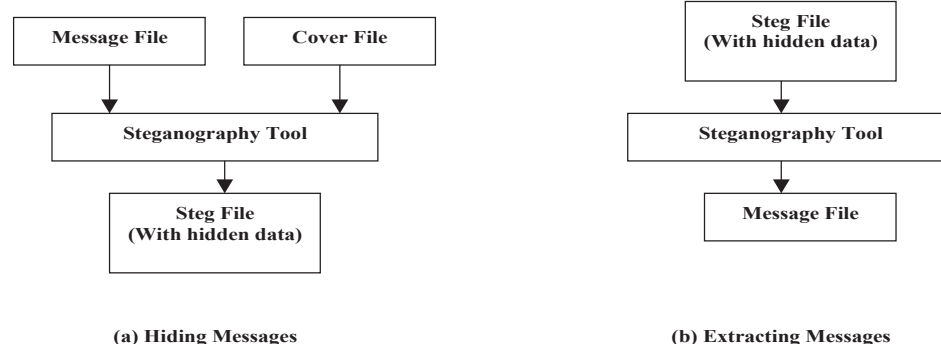 Message File
Cover File
Steganography Tool
Steg File
(With hidden data)
(a) Hiding Messages
Steg File
(With hidden data)
Steganography Tool
Message File
(b) Extracting Messages